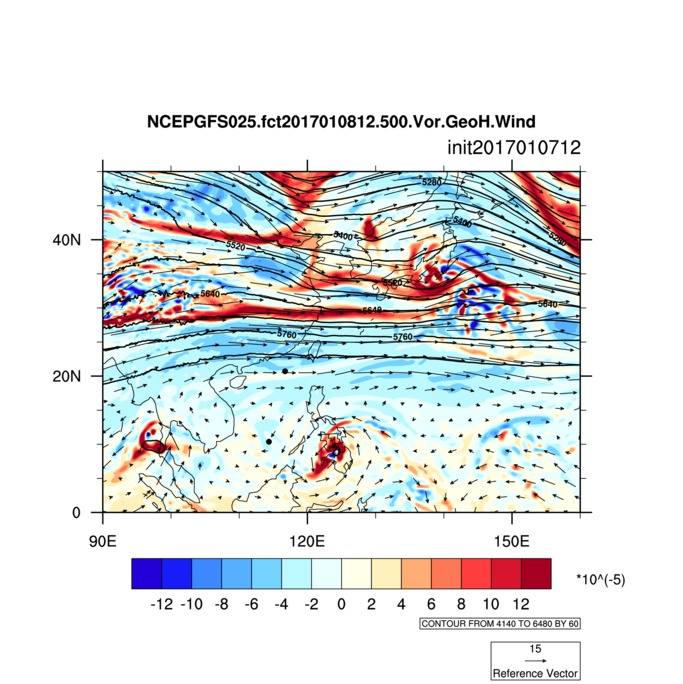 NCEPGFS025.fct2017010812.500.Vor.GeoH.Wind
init2017010712
5280
5400
5400
5520
5280
5560
5640
5640
5640
5760
5760
40N
20N
0
90E 120E 150E
-12 -10 -8 -6 -4 -2 0 2 4 6 8 10 12
*10^(-5)
CONTOUR FROM 4140 TO 6480 BY 60
15
Reference Vector